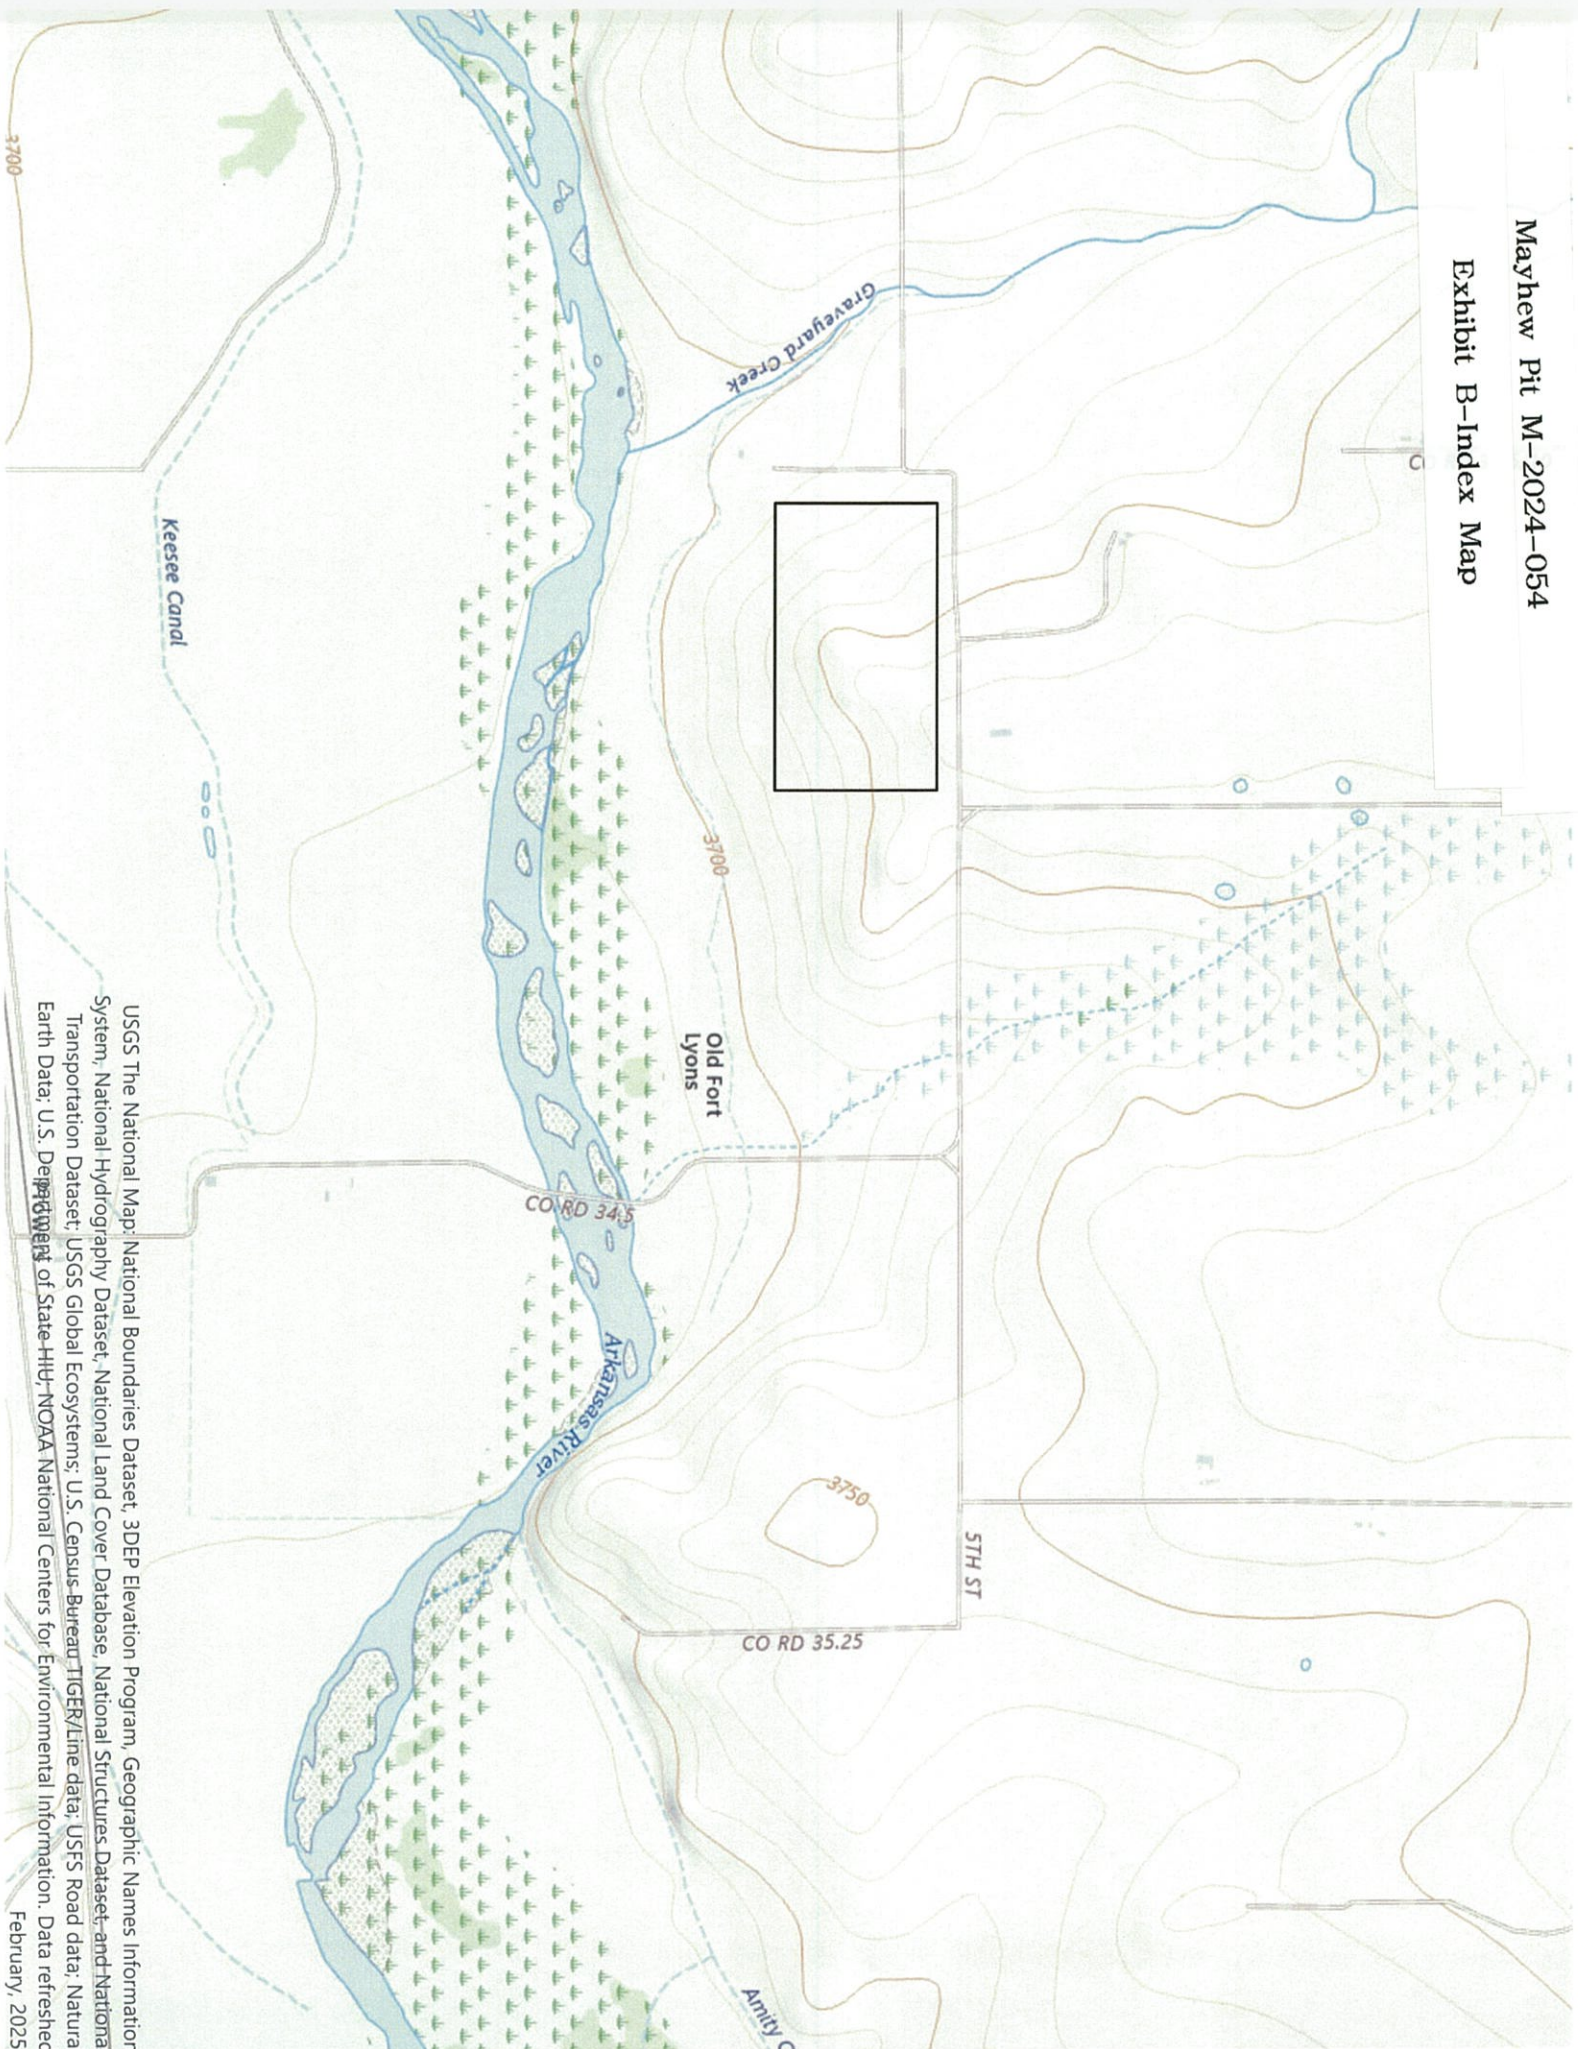 Mayhew Pit M-2024-054
Exhibit B-Index Map
Graveyard Creek
3700
Keesee Canal
3700
Old Fort
Lyons
CO RD 34.5
Arkansas River
3750
5TH ST
CO RD 35.25
Amity C
Prowers
USGS The National Map: National Boundaries Dataset, 3DEP Elevation Program, Geographic Names Information
System, National Hydrography Dataset, National Land Cover Database, National Structures Dataset, and Nationa
Transportation Dataset; USGS Global Ecosystems; U.S. Census Bureau TIGER/Line data; USFS Road data; Natura
Earth Data; U.S. Department of State HIU; NOAA National Centers for Environmental Information. Data refreshed
February, 2025